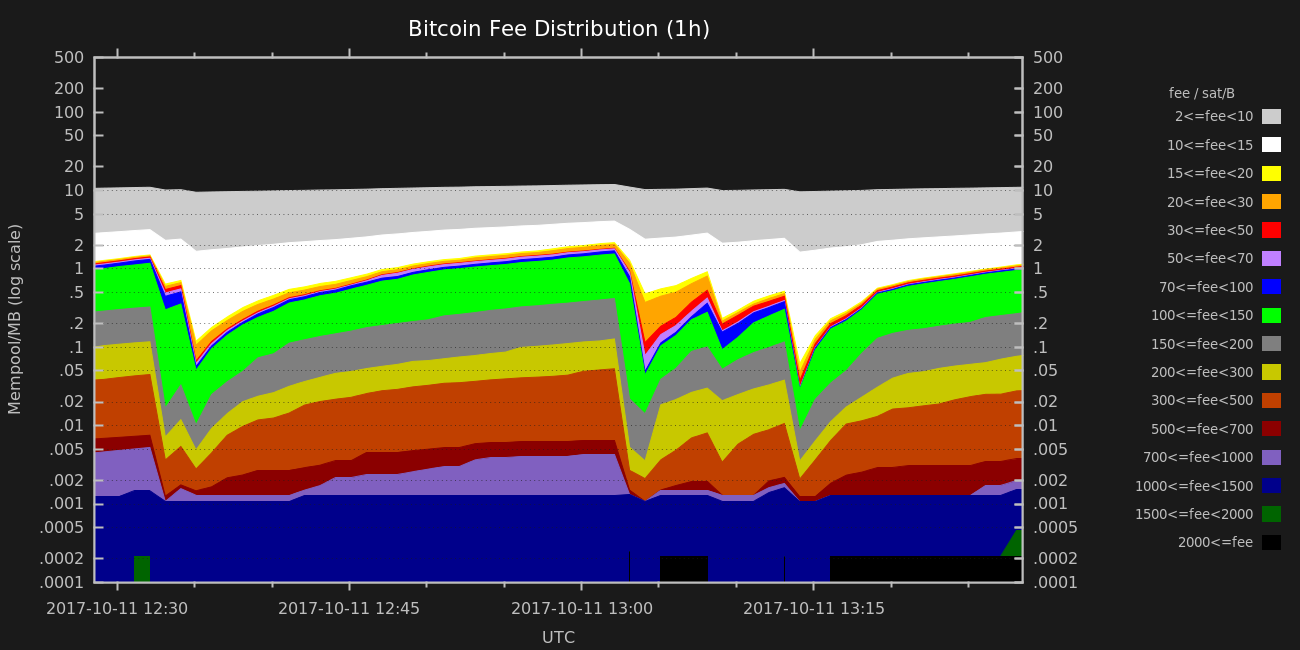 Bitcoin Fee Distribution (1h)
Mempool/MB (log scale)
500
200
100
50
20
10
5
2
1
.5
.2
.1
.05
.02
.01
.005
.002
.001
.0005
.0002
.0001
500
200
100
50
20
10
5
2
1
.5
.2
.1
.05
.02
.01
.005
.002
.001
.0005
.0002
.0001
2017-10-11 12:30 2017-10-11 12:45 2017-10-11 13:00 2017-10-11 13:15
UTC
fee / sat/B
2<=fee<10
10<=fee<15
15<=fee<20
20<=fee<30
30<=fee<50
50<=fee<70
70<=fee<100
100<=fee<150
150<=fee<200
200<=fee<300
300<=fee<500
500<=fee<700
700<=fee<1000
1000<=fee<1500
1500<=fee<2000
2000<=fee